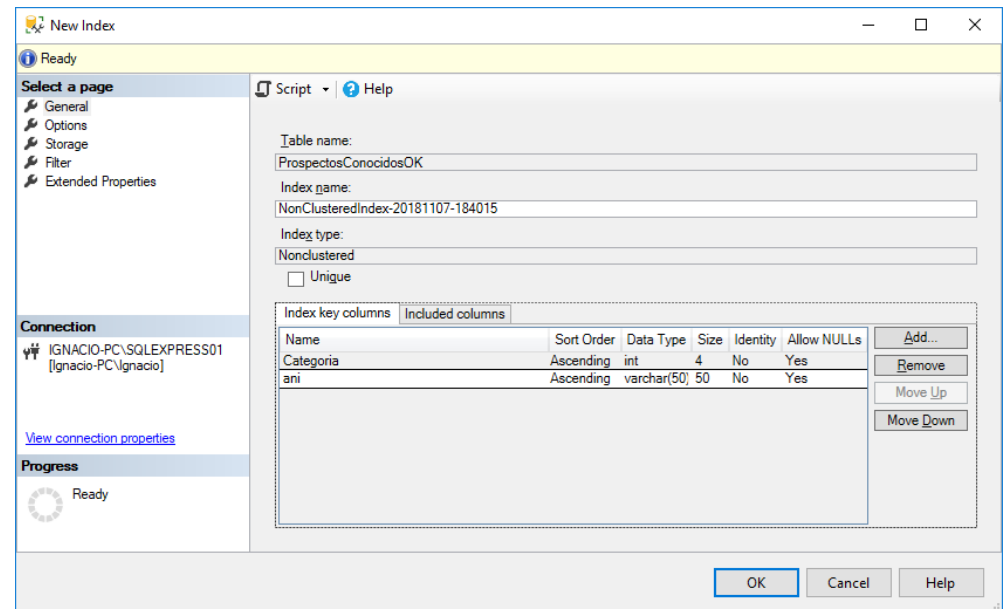 New Index
Ready
Select a page
General
Options
Storage
Filter
Extended Properties
Connection
IGNACIO-PC\SQLEXPRESS01
[Ignacio-PC\Ignacio]
View connection properties
Progress
Ready
Script Help
Table name:
ProspectosConocidosOK
Index name:
NonClusteredIndex-20181107-184015
Index type:
Nonclustered
Unique
Index key columns Included columns
Name Sort Order Data Type Size Identity Allow NULLs
Categoria Ascending int 4 No Yes
ani Ascending varchar(50) 50 No Yes
Add...
Remove
Move Up
Move Down
OK Cancel Help